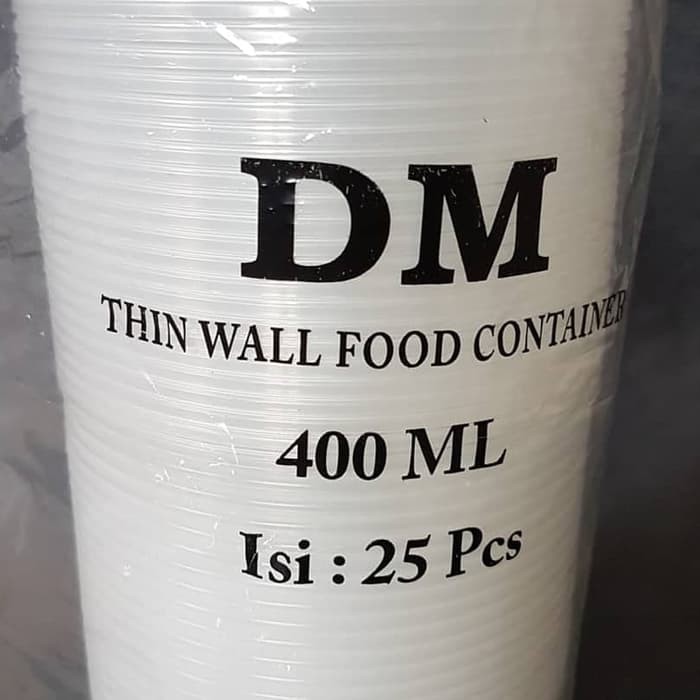 DM
THIN WALL FOOD CONTAINER
400 ML
Isi : 25 Pcs